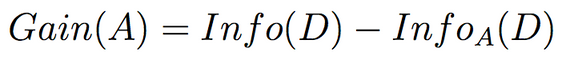 Gain(A) = Info(D) − Info_A(D)